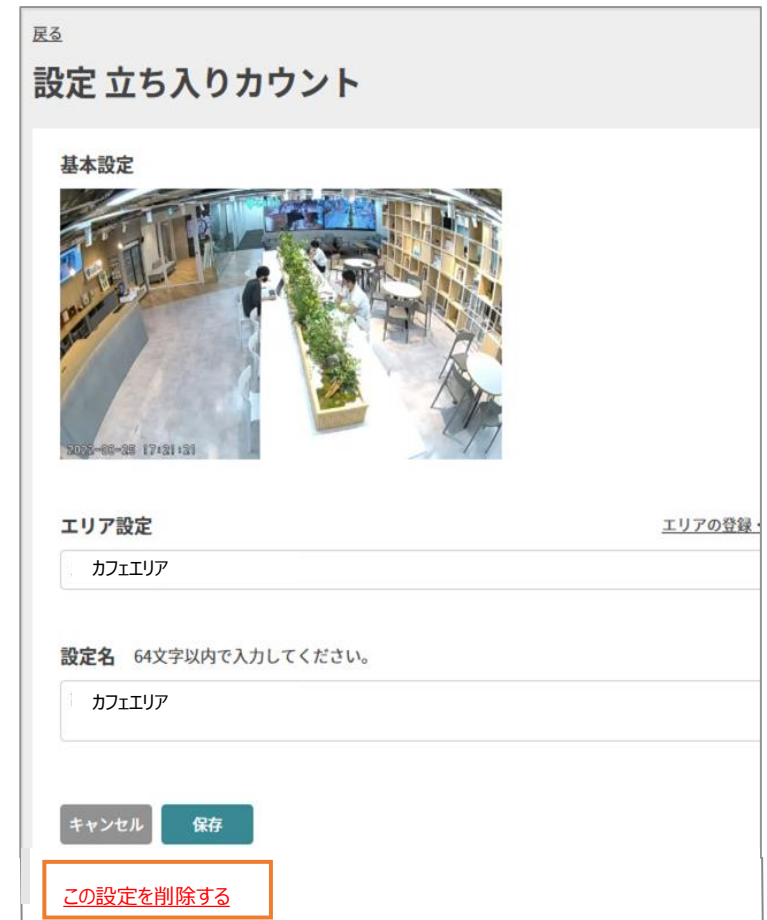 戻る
設定 立ち入りカウント
基本設定
エリア設定
エリアの登録・
カフェエリア
設定名 64文字以内で入力してください。
カフェエリア
キャンセル 保存
この設定を削除する